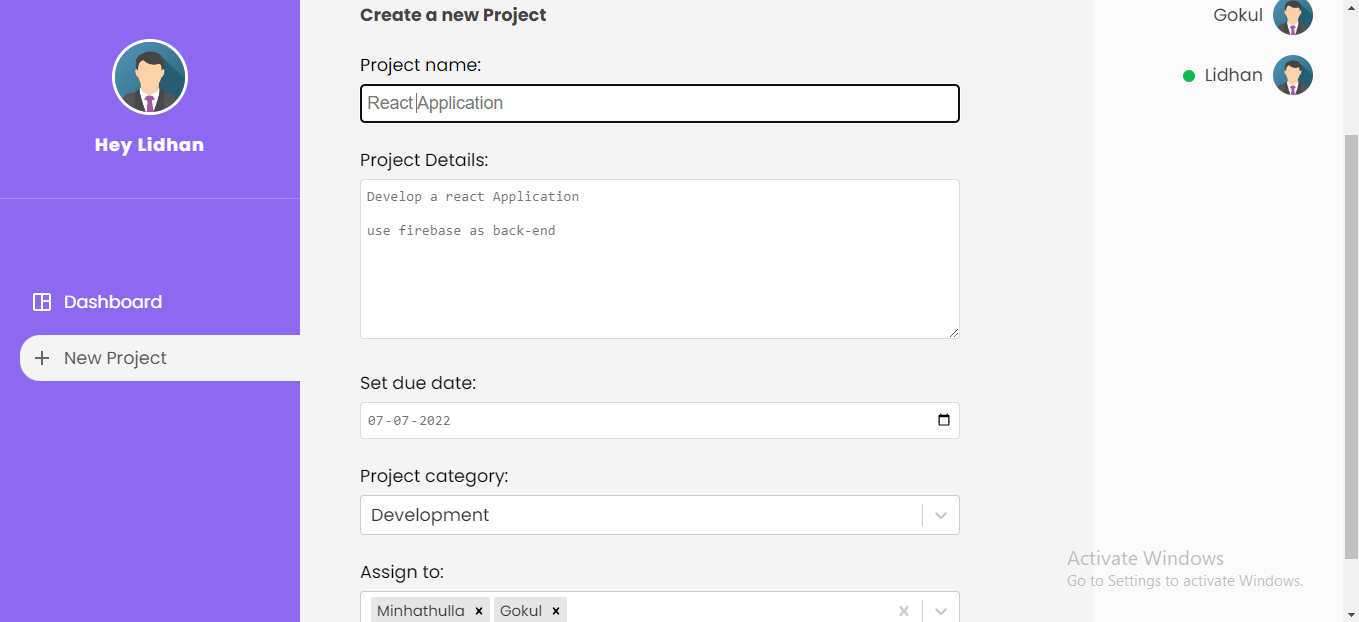 Hey Lidhan
Dashboard
New Project
Create a new Project
Project name:
React Application
Project Details:
Develop a react Application
use firebase as back-end
Set due date:
07-07-2022
Project category:
Development
Assign to:
Minhathulla × Gokul ×
Gokul
Lidhan
Activate Windows
Go to Settings to activate Windows.